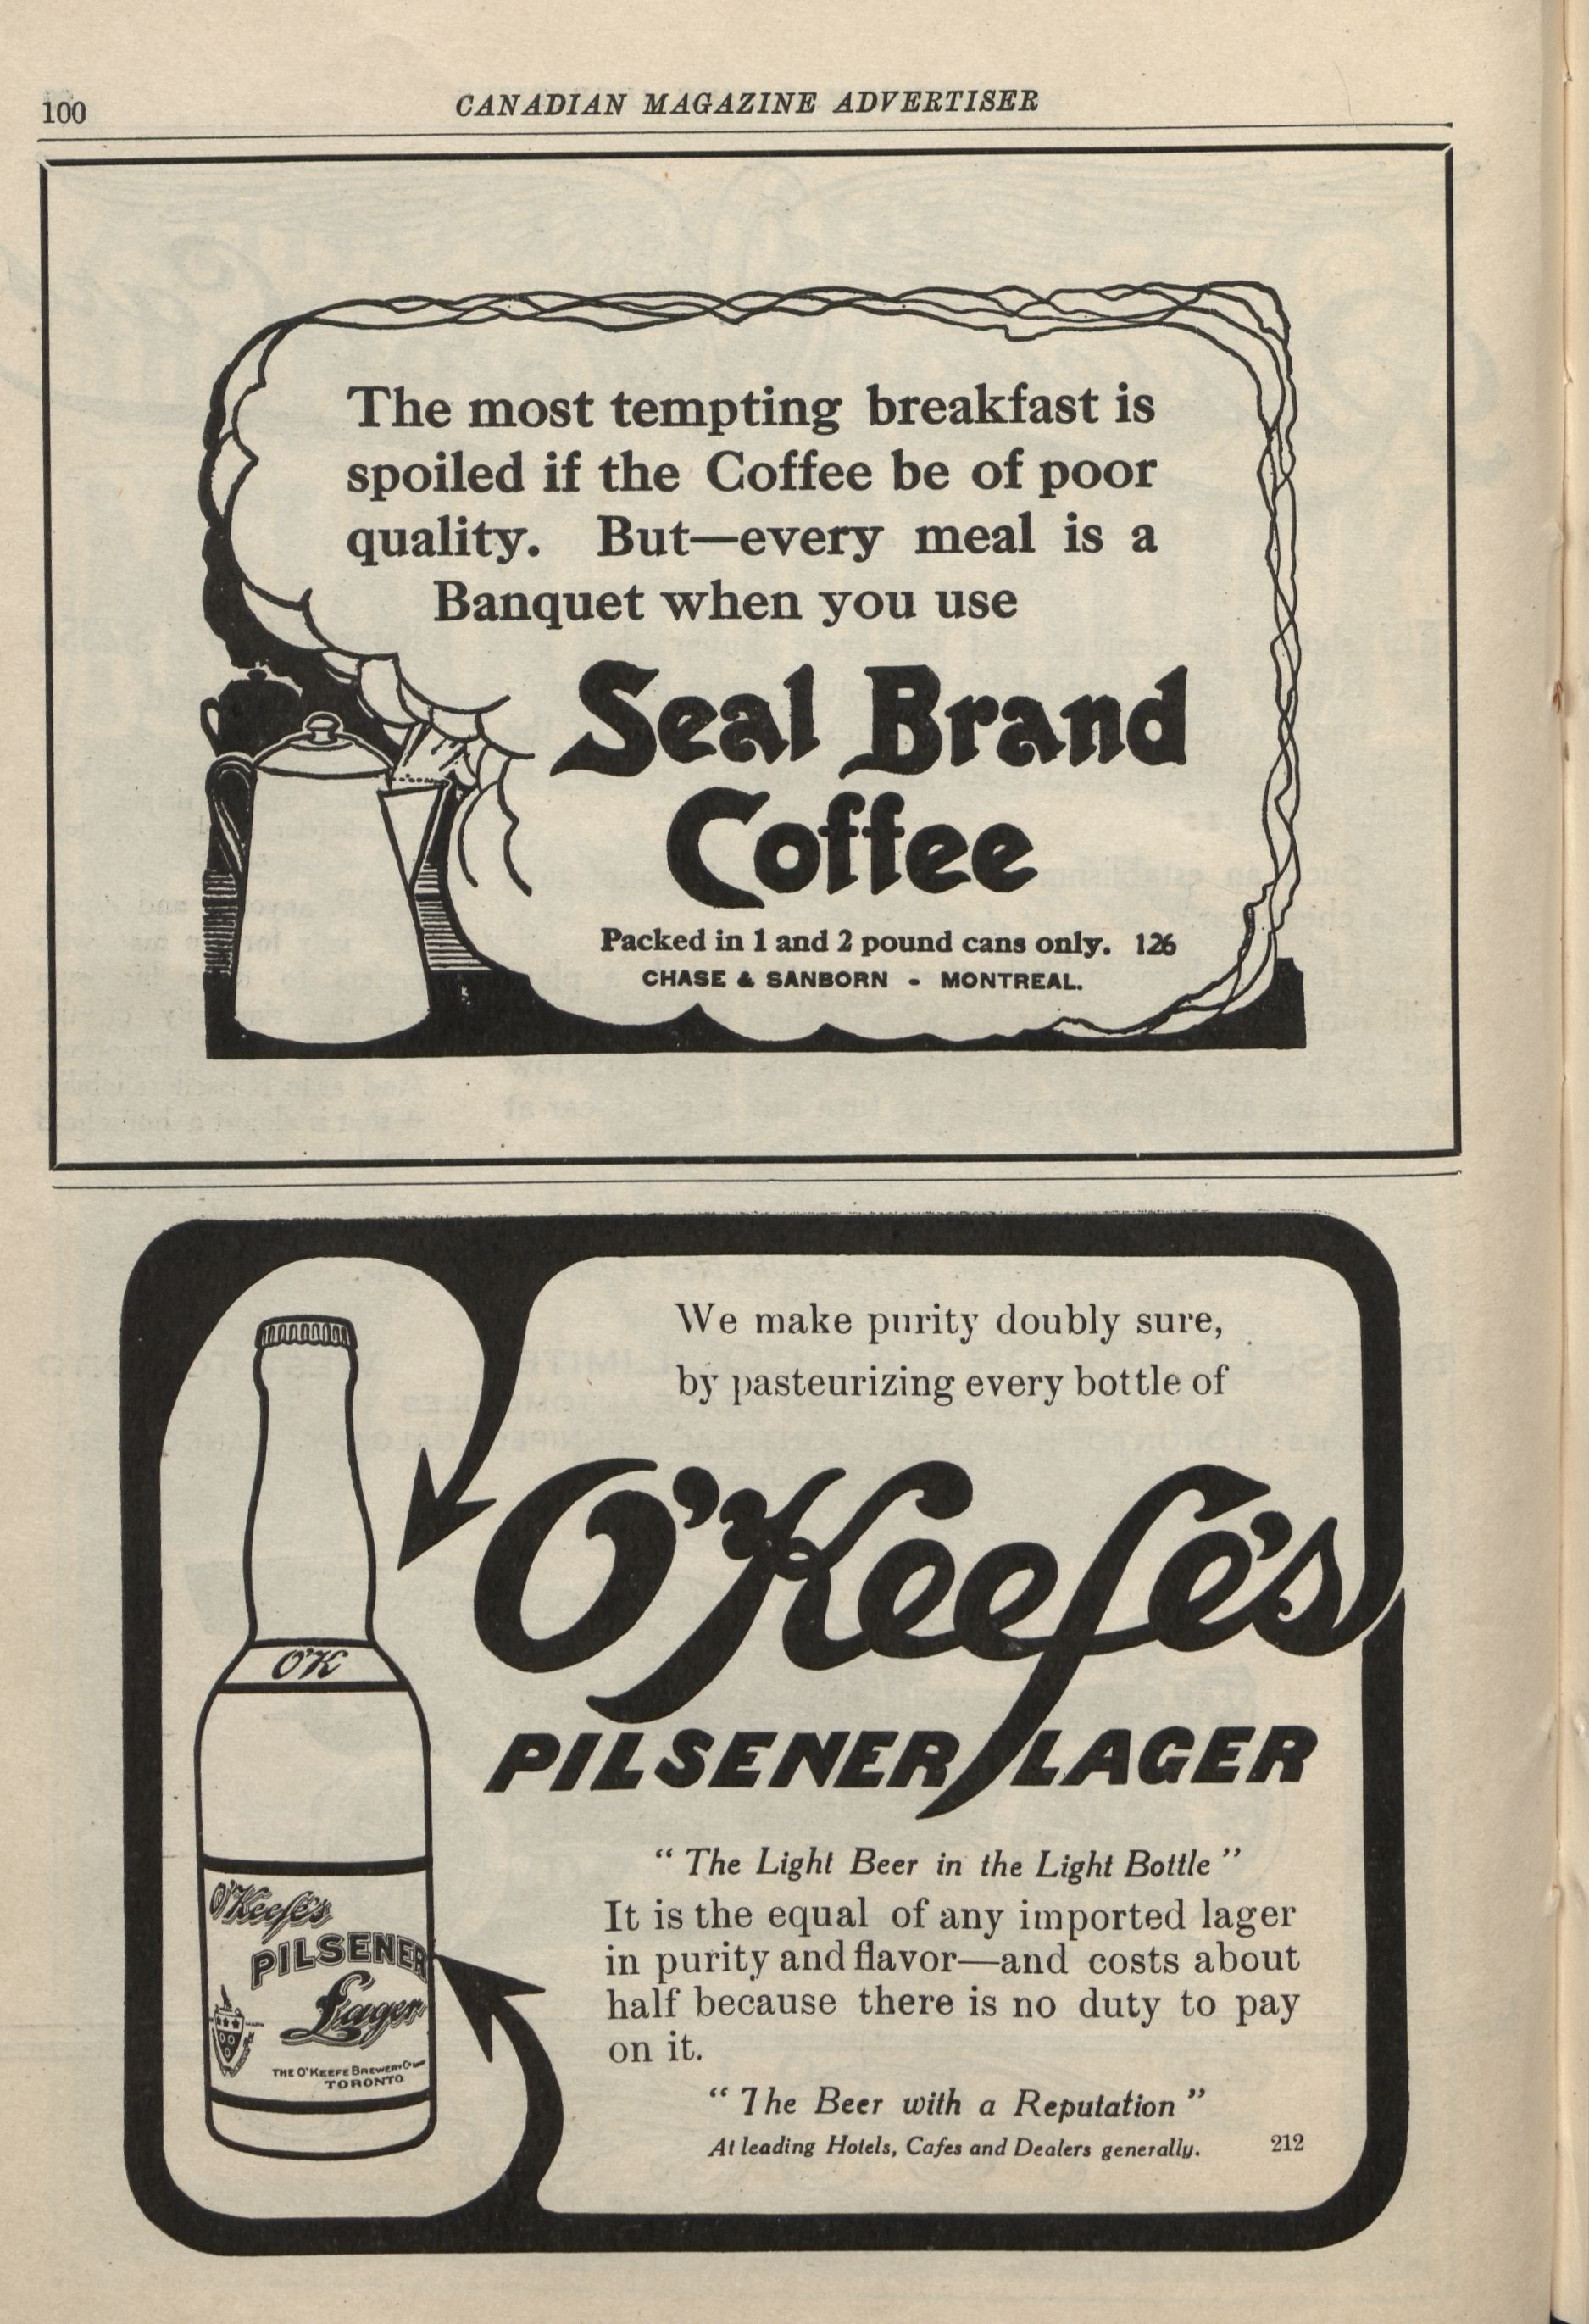 100
CANADIAN MAGAZINE ADVERTISER
The most tempting breakfast is
spoiled if the Coffee be of poor
quality. But—every meal is a
Banquet when you use
Seal Brand
Coffee
Packed in 1 and 2 pound cans only. 126
CHASE & SANBORN - MONTREAL.
We make purity doubly sure,
by pasteurizing every bottle of
O'Keefe's
PILSENER LAGER
"The Light Beer in the Light Bottle"
It is the equal of any imported lager
in purity and flavor—and costs about
half because there is no duty to pay
on it.
"The Beer with a Reputation"
At leading Hotels, Cafes and Dealers generally. 212
O'K
O'Keefe's
PILSENER
Lager
THE O'KEEFE BREWERY Co
TORONTO